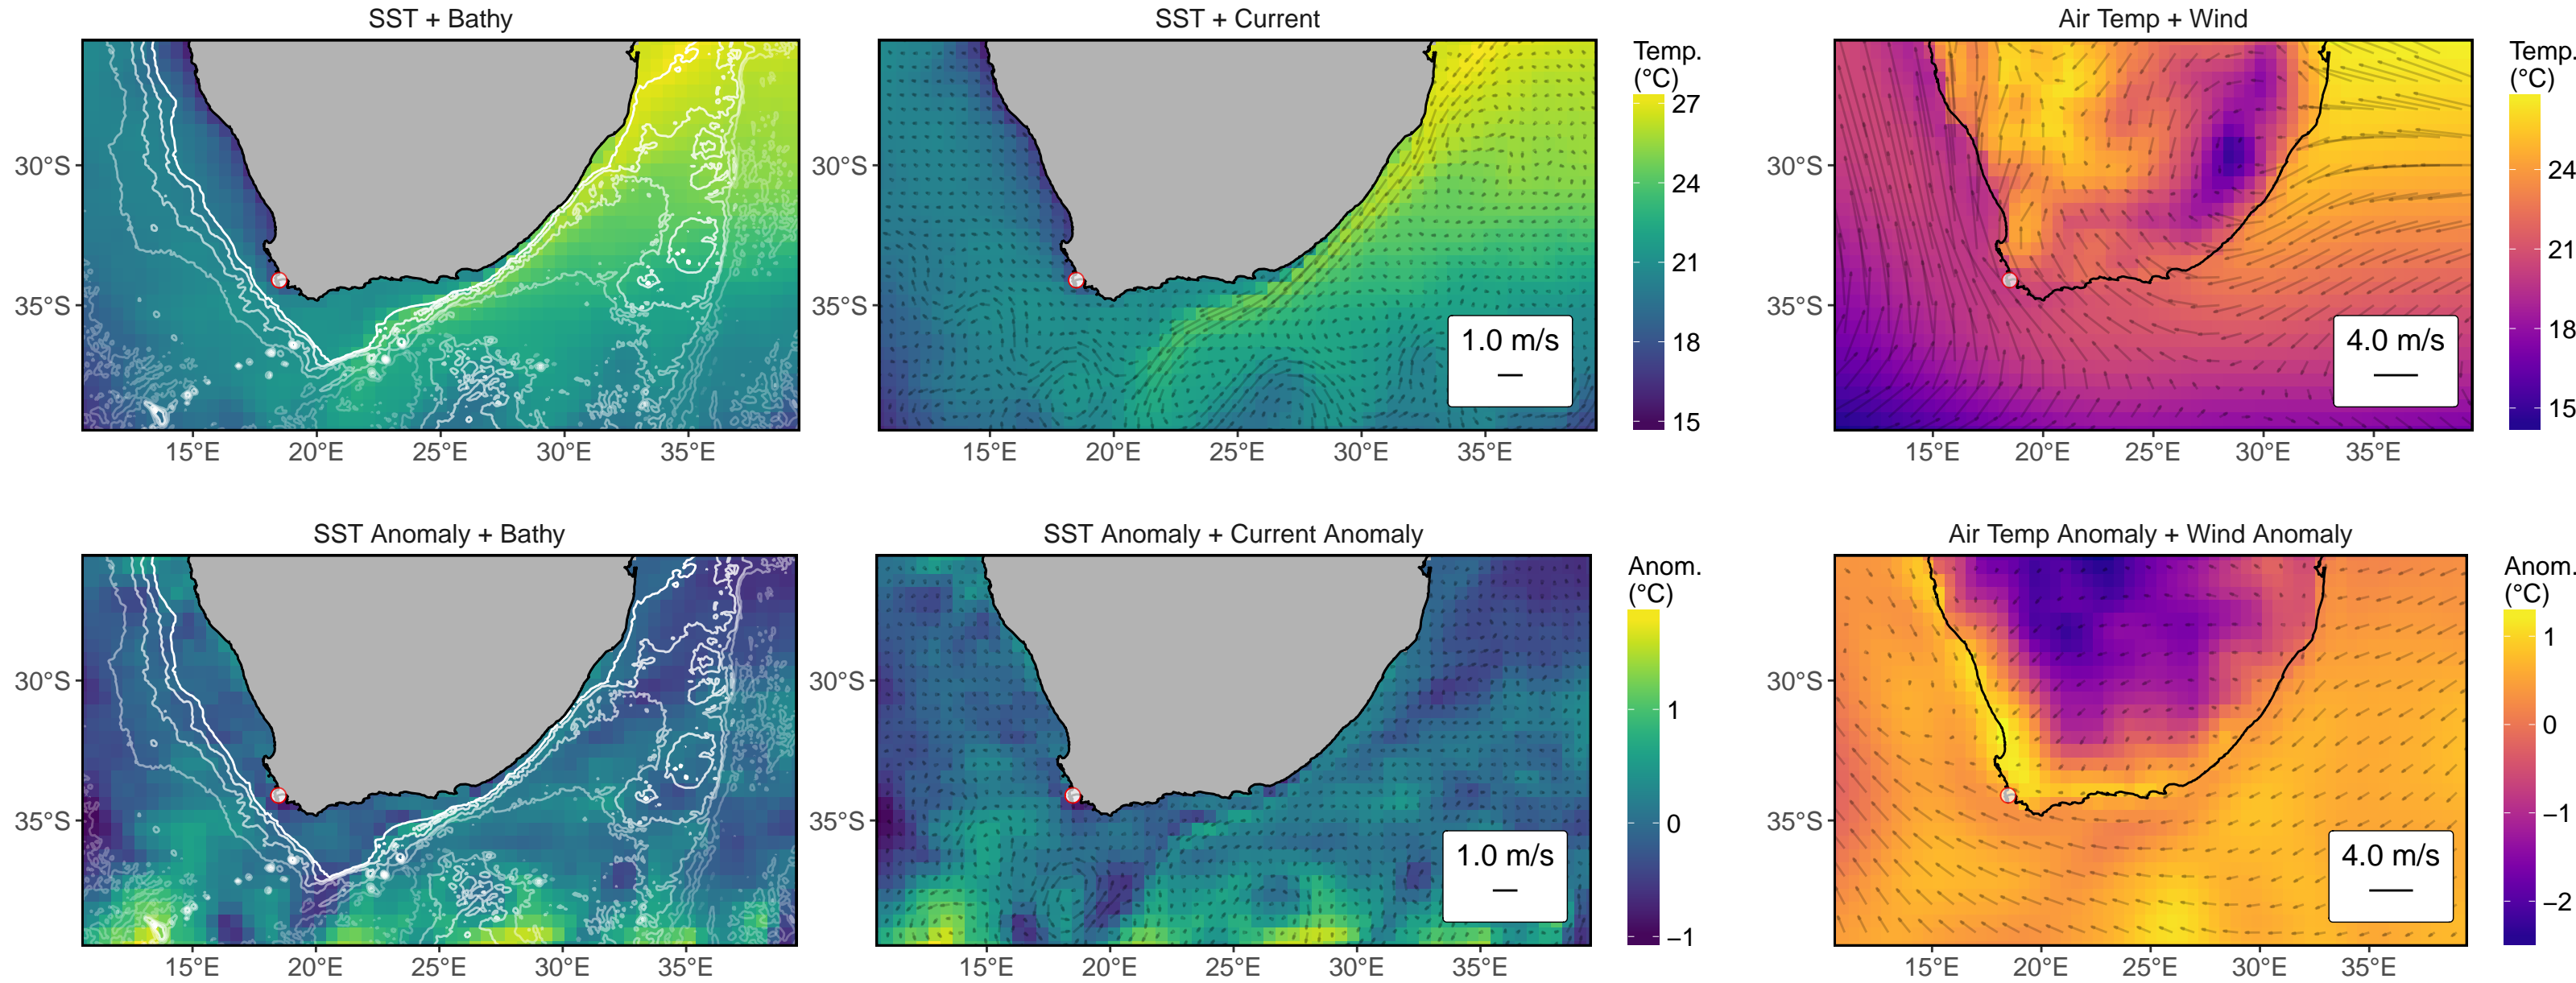 SST + Bathy
SST + Current
Air Temp + Wind
30°S
35°S
15°E 20°E 25°E 30°E 35°E
30°S
35°S
15°E 20°E 25°E 30°E 35°E
1.0 m/s
Temp.
(°C)
27
24
21
18
15
30°S
35°S
15°E 20°E 25°E 30°E 35°E
4.0 m/s
Temp.
(°C)
24
21
18
15
SST Anomaly + Bathy
SST Anomaly + Current Anomaly
Air Temp Anomaly + Wind Anomaly
30°S
35°S
15°E 20°E 25°E 30°E 35°E
30°S
35°S
15°E 20°E 25°E 30°E 35°E
1.0 m/s
Anom.
(°C)
1
0
−1
30°S
35°S
15°E 20°E 25°E 30°E 35°E
4.0 m/s
Anom.
(°C)
1
0
−1
−2